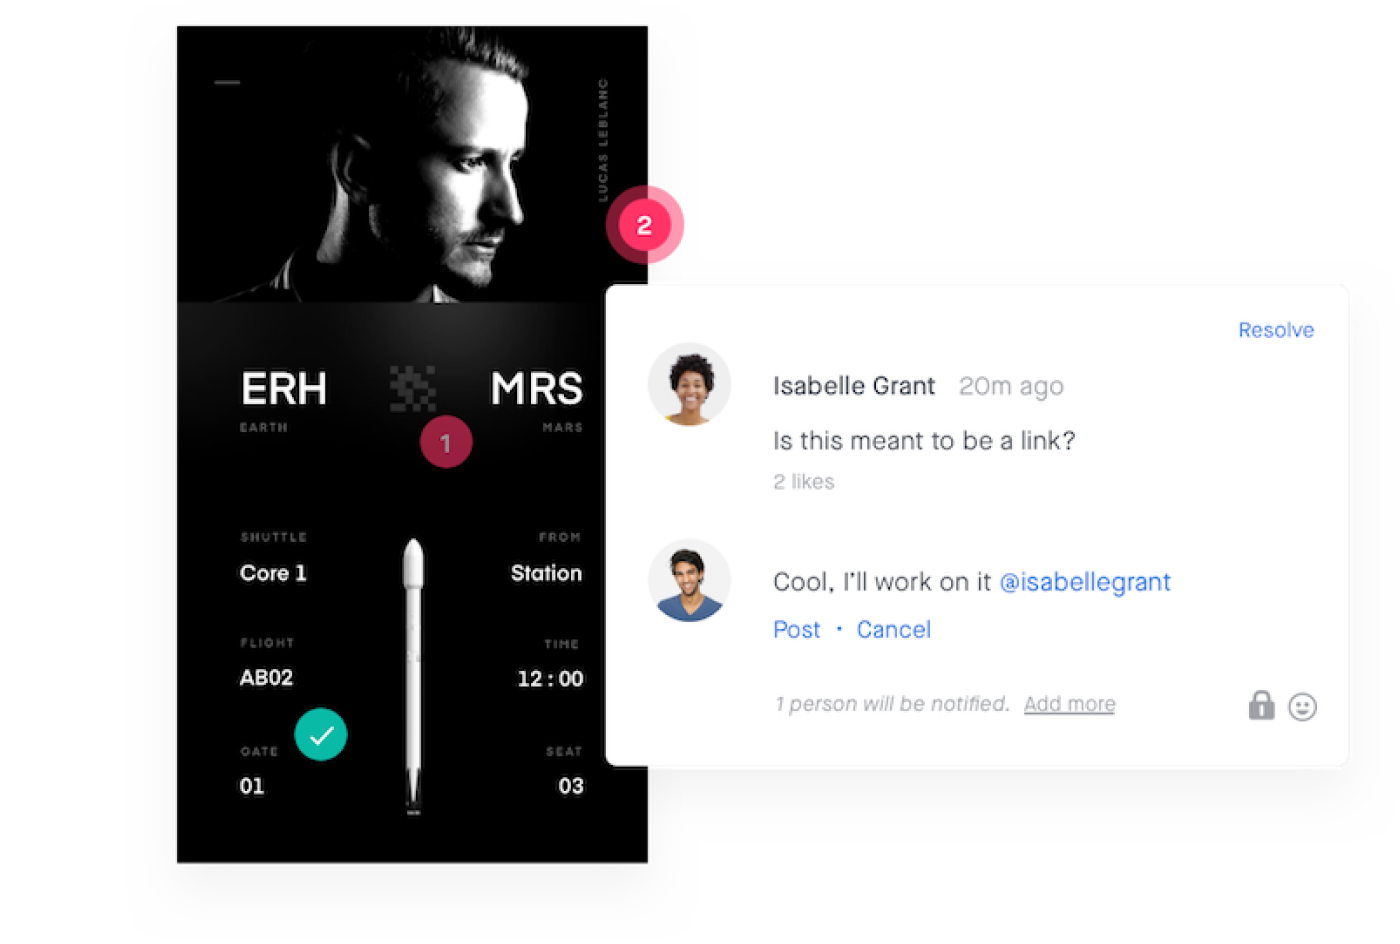 LUCAS LEBLANC
2
ERH MRS
EARTH MARS
1
SHUTTLE FROM
Core 1 Station
FLIGHT TIME
AB02 12 : 00
GATE SEAT
01 03
Resolve
Isabelle Grant 20m ago
Is this meant to be a link?
2 likes
Cool, I'll work on it @isabellegrant
Post · Cancel
1 person will be notified. Add more